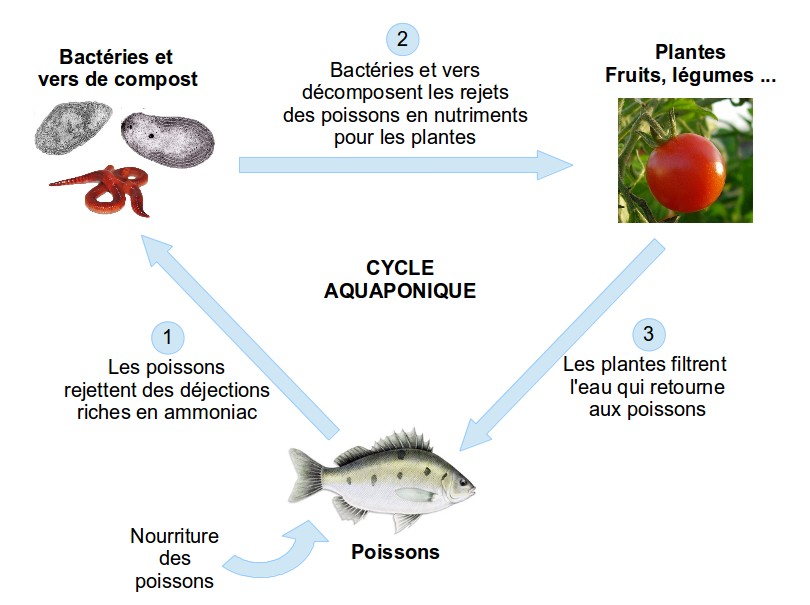 Bactéries et
vers de compost
2
Bactéries et vers
décomposent les rejets
des poissons en nutriments
pour les plantes
Plantes
Fruits, légumes ...
CYCLE
AQUAPONIQUE
1
Les poissons
rejettent des déjections
riches en ammoniac
3
Les plantes filtrent
l'eau qui retourne
aux poissons
Nourriture
des
poissons
Poissons